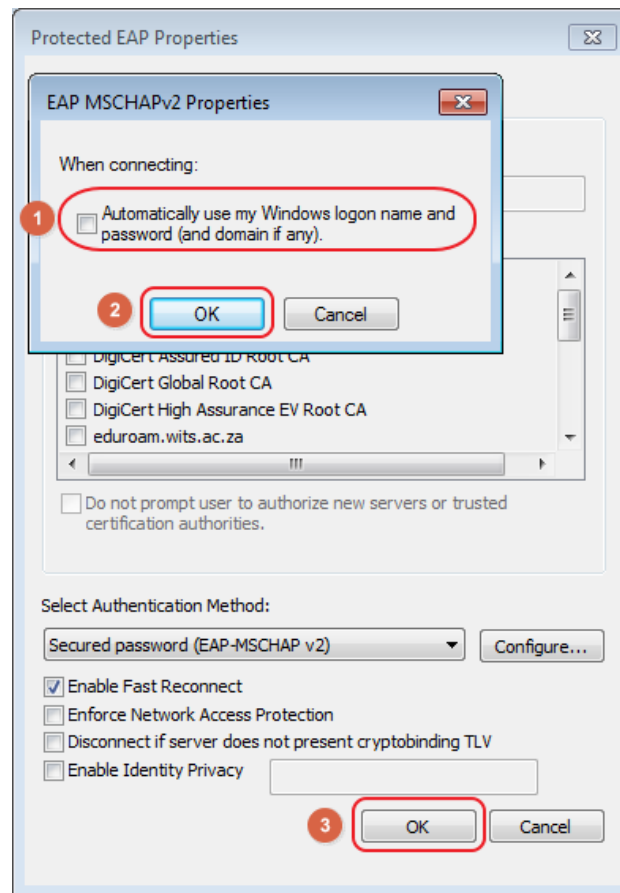 Protected EAP Properties
EAP MSCHAPv2 Properties
When connecting:
1
Automatically use my Windows logon name and
password (and domain if any).
2
OK
Cancel
DigiCert Assured ID Root CA
DigiCert Global Root CA
DigiCert High Assurance EV Root CA
eduroam.wits.ac.za
Do not prompt user to authorize new servers or trusted
certification authorities.
Select Authentication Method:
Secured password (EAP-MSCHAP v2)
Configure...
Enable Fast Reconnect
Enforce Network Access Protection
Disconnect if server does not present cryptobinding TLV
Enable Identity Privacy
3
OK
Cancel